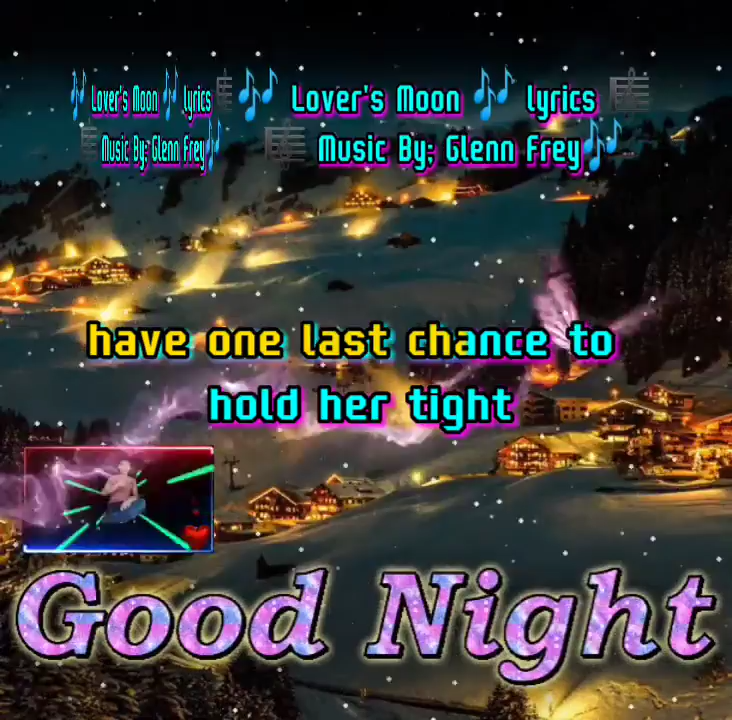 🎶 Lover's Moon 🎶 lyrics 🎼
🎼 Music By; Glenn Frey🎶
🎶 Lover's Moon 🎶 lyrics 🎼
🎼 Music By; Glenn Frey🎶
have one last chance to
hold her tight
Good Night